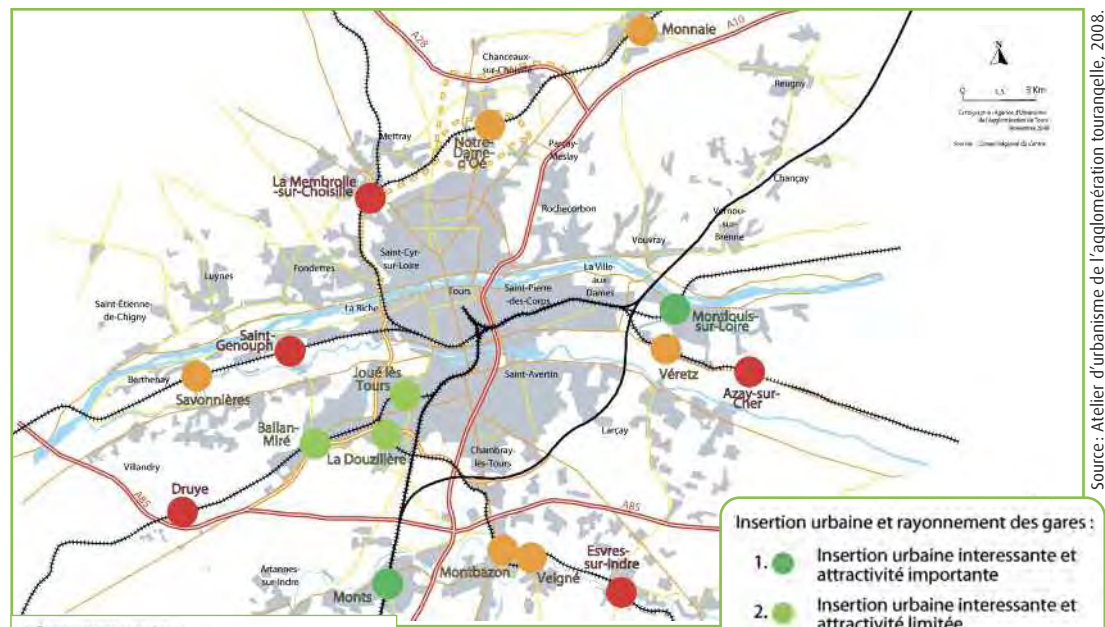 Monnaie
A10
A28
Chanceaux-
sur-Choisille
Reugny
N
3 Km
Source: Atelier d'urbanisme de l'agglomération tourangelle, 2008.
Mettray
Notre-
Dame-
d'Oé
Parçay-
Meslay
La Membrolle
-sur-Choisille
Chançay
Rochecorbon
Vernou-
sur-
Brenne
Vouvray
Saint-Cyr-
sur-Loire
Fondettes
Luynes
La Ville
aux
Dames
Saint-Étienne-
de-Chigny
La Riche
Tours
Saint-Pierre
-des-Corps
Montlouis-
sur-Loire
Saint-
Genouph
Berthenay
Savonnières
Joué lès
Tours
Saint-Avertin
Véretz
Azay-sur-
Cher
Ballan-
Miré
La Douzillère
Larçay
Chambray-
lès-Tours
Villandry
A85
Druye
A85
Artannes-
sur-Indre
Monts
Montbazon
Veigné
Esvres-
sur-Indre
Insertion urbaine et rayonnement des gares :
1. Insertion urbaine interessante et
attractivité importante
2. Insertion urbaine interessante et
attractivité limitée